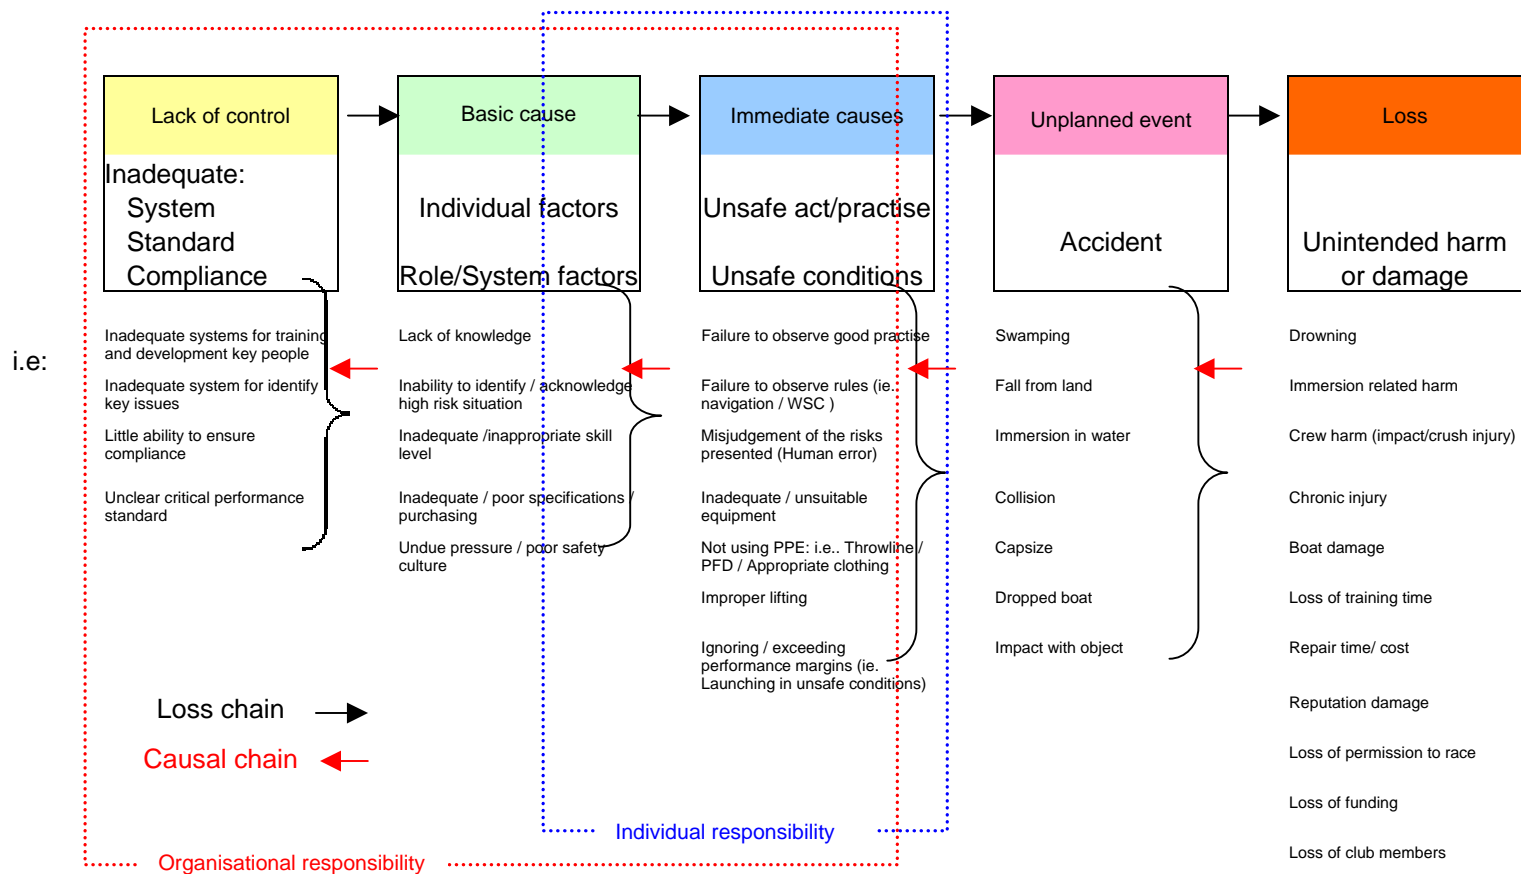 Lack of control
Basic cause
Immediate causes
Unplanned event
Loss
Inadequate:
System
Standard
Compliance
Individual factors
Role/System factors
Unsafe act/practise
Unsafe conditions
Accident
Unintended harm
or damage
i.e:
Inadequate systems for training
and development key people
Inadequate system for identify
key issues
Little ability to ensure
compliance
Unclear critical performance
standard
Lack of knowledge
Inability to identify / acknowledge
high risk situation
Inadequate /inappropriate skill
level
Inadequate / poor specifications /
purchasing
Undue pressure / poor safety
culture
Failure to observe good practise
Failure to observe rules (ie.
navigation / WSC )
Misjudgement of the risks
presented (Human error)
Inadequate / unsuitable
equipment
Not using PPE: i.e.. Throwline /
PFD / Appropriate clothing
Improper lifting
Ignoring / exceeding
performance margins (ie.
Launching in unsafe conditions)
Swamping
Fall from land
Immersion in water
Collision
Capsize
Dropped boat
Impact with object
Drowning
Immersion related harm
Crew harm (impact/crush injury)
Chronic injury
Boat damage
Loss of training time
Repair time/ cost
Reputation damage
Loss of permission to race
Loss of funding
Loss of club members
Loss chain
Causal chain
Individual responsibility
Organisational responsibility